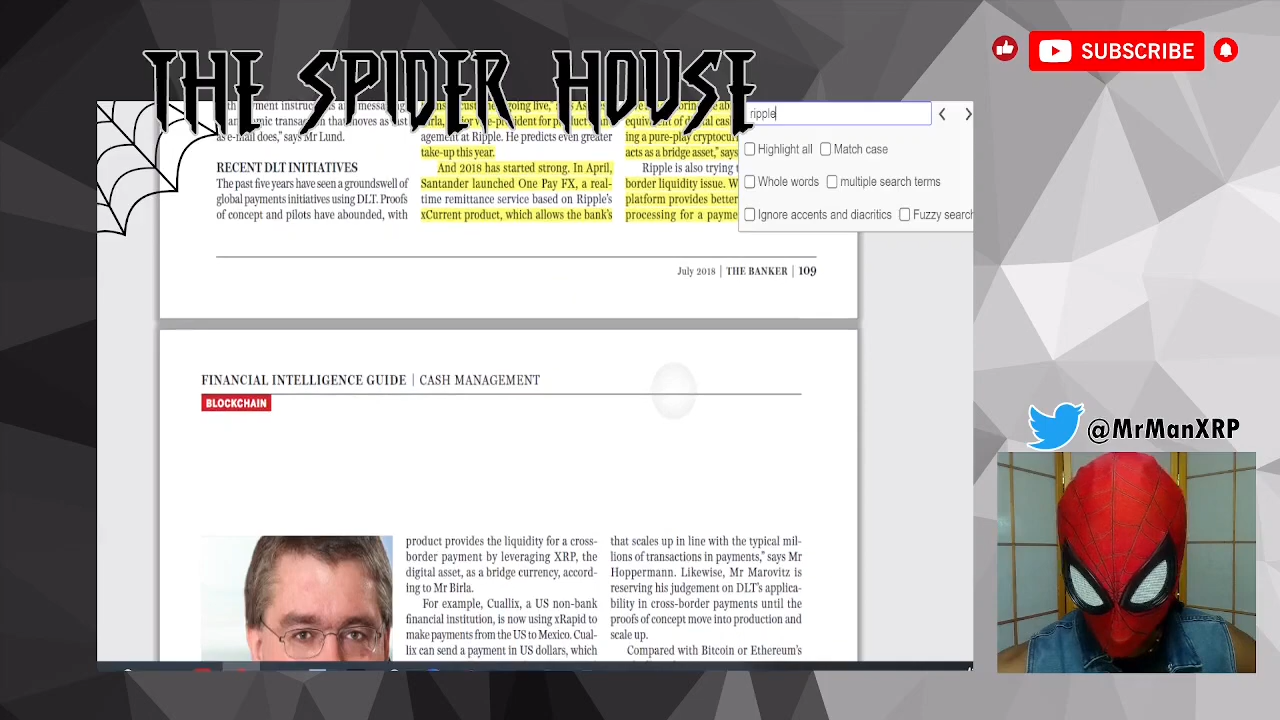 THE SPIDER HOUSE
SUBSCRIBE
ripple
Highlight all
Match case
Whole words
multiple search terms
Ignore accents and diacritics
Fuzzy search
as e-mail does," says Mr Lund.
RECENT DLT INITIATIVES
The past five years have seen a groundswell of
global payments initiatives using DLT. Proofs
of concept and pilots have abounded, with
agement at Ripple. He predicts even greater
take-up this year.
And 2018 has started strong. In April,
Santander launched One Pay FX, a real-
time remittance service based on Ripple's
xCurrent product, which allows the bank's
ing a pure-play
acts as a bridge asset," says
Ripple is also trying
border liquidity issue.
platform provides better
processing for a
July 2018 | THE BANKER | 109
FINANCIAL INTELLIGENCE GUIDE | CASH MANAGEMENT
BLOCKCHAIN
product provides the liquidity for a cross-
border payment by leveraging XRP, the
digital asset, as a bridge currency, accord-
ing to Mr Birla.
For example, Cuallix, a US non-bank
financial institution, is now using xRapid to
make payments from the US to Mexico. Cual-
lix can send a payment in US dollars, which
that scales up in line with the typical mil-
lions of transactions in payments," says Mr
Hoppermann. Likewise, Mr Marovitz is
reserving his judgement on DLT's applica-
bility in cross-border payments until the
proofs of concept move into production and
scale up.
Compared with Bitcoin or Ethereum's
@MrManXRP